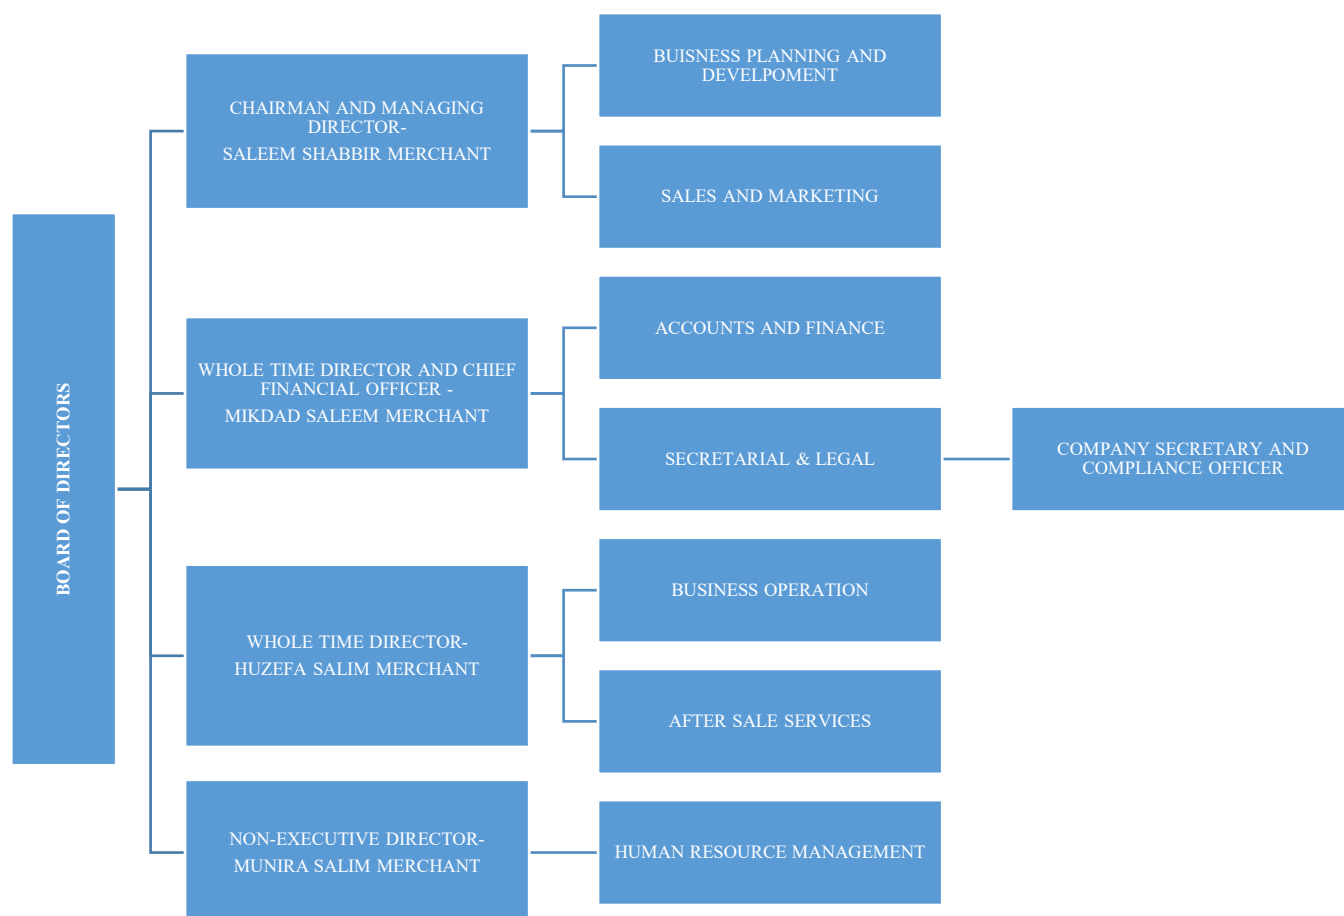 BOARD OF DIRECTORS
CHAIRMAN AND MANAGING
DIRECTOR-
SALEEM SHABBIR MERCHANT
BUISNESS PLANNING AND
DEVELPOMENT
SALES AND MARKETING
WHOLE TIME DIRECTOR AND CHIEF
FINANCIAL OFFICER -
MIKDAD SALEEM MERCHANT
ACCOUNTS AND FINANCE
SECRETARIAL & LEGAL
COMPANY SECRETARY AND
COMPLIANCE OFFICER
WHOLE TIME DIRECTOR-
HUZEFA SALIM MERCHANT
BUSINESS OPERATION
AFTER SALE SERVICES
NON-EXECUTIVE DIRECTOR-
MUNIRA SALIM MERCHANT
HUMAN RESOURCE MANAGEMENT